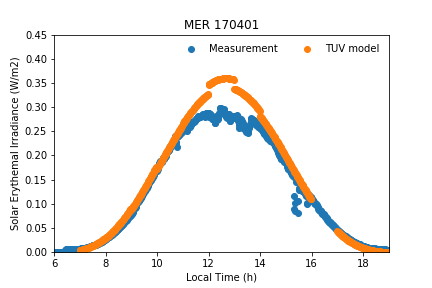 MER 170401
Measurement
TUV model
Solar Erythemal Irradiance (W/m2)
0.45
0.40
0.35
0.30
0.25
0.20
0.15
0.10
0.05
0.00
6 8 10 12 14 16 18
Local Time (h)